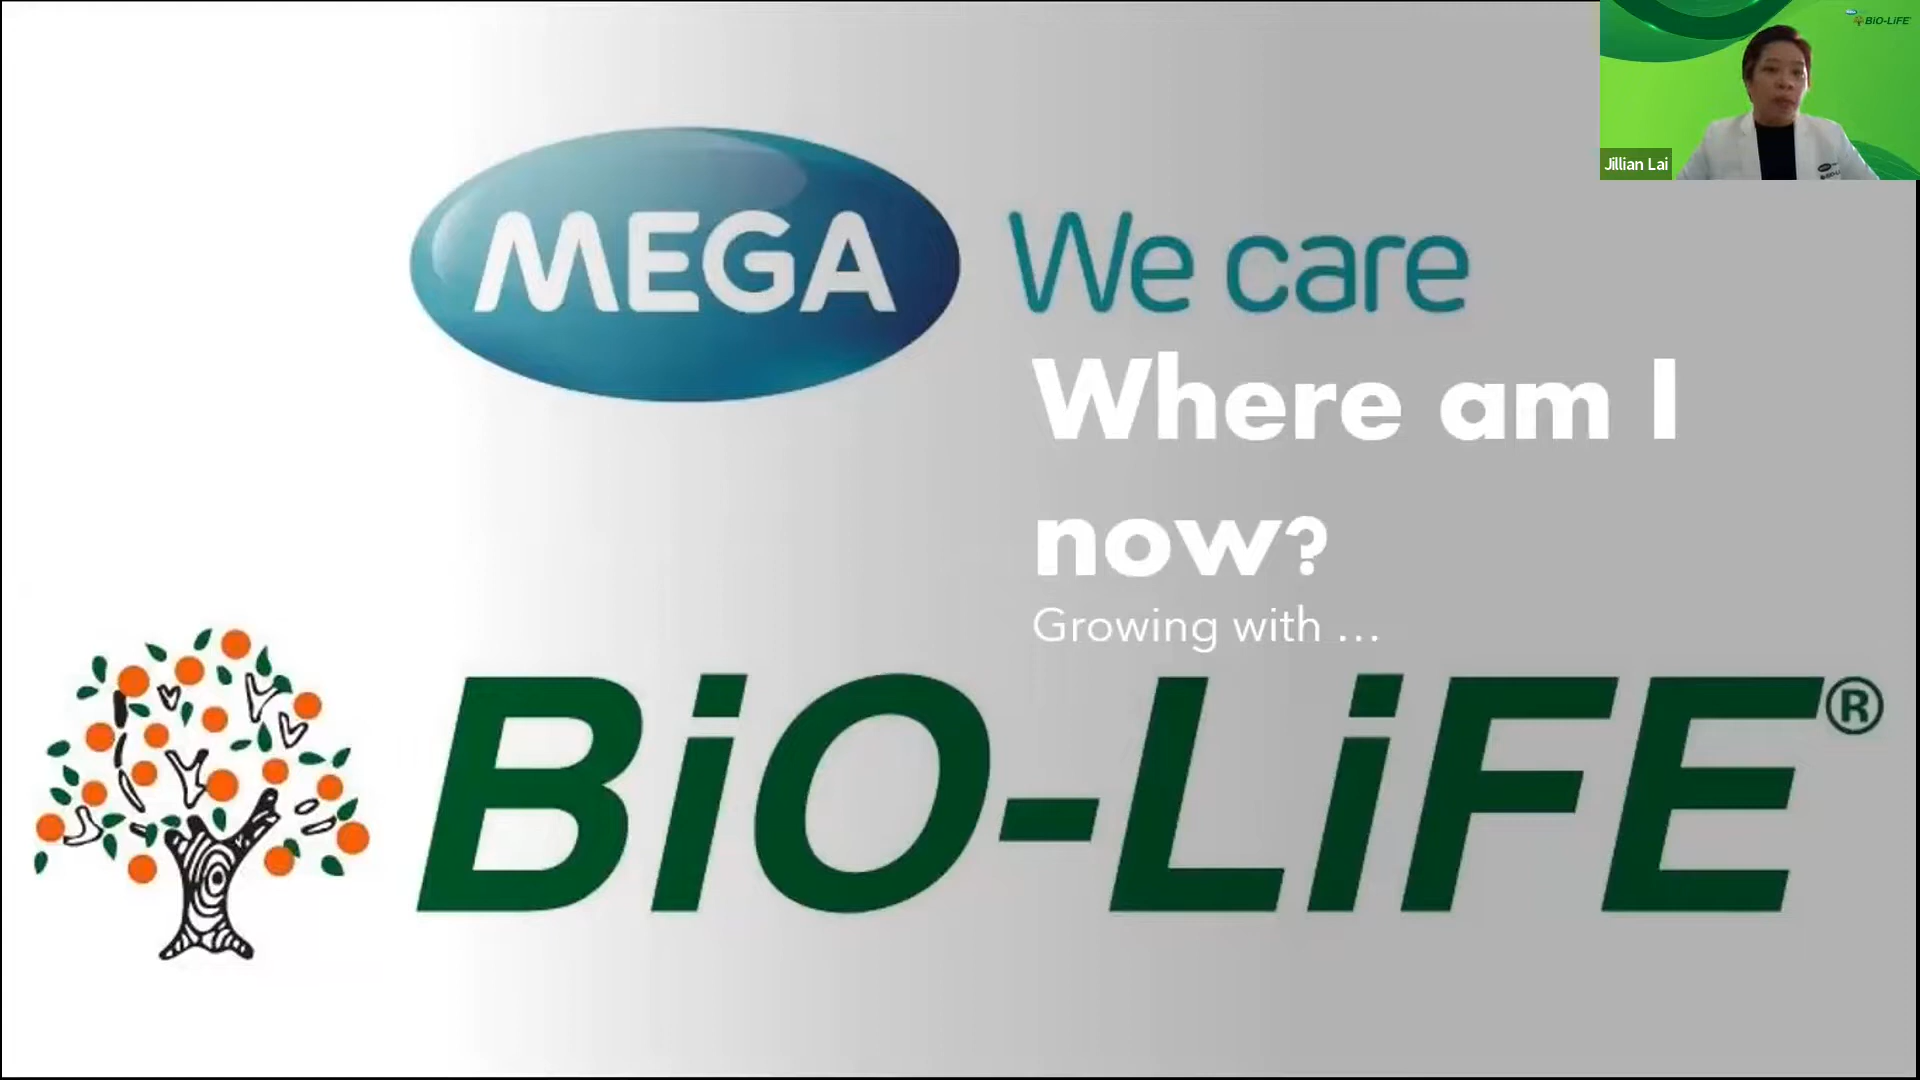 BiO-LiFE
Jillian Lai
MEGA We care
Where am I
now?
Growing with ...
BiO-LiFE®